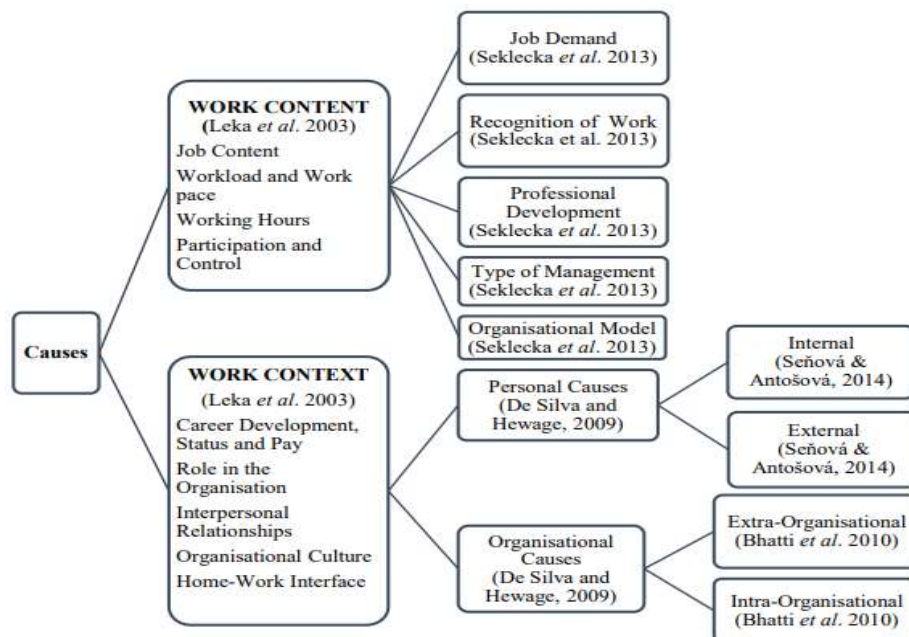 Causes
WORK CONTENT
(Leka et al. 2003)
Job Content
Workload and Work
pace
Working Hours
Participation and
Control
Job Demand
(Seklecka et al. 2013)
Recognition of Work
(Seklecka et al. 2013)
Professional
Development
(Seklecka et al. 2013)
Type of Management
(Seklecka et al. 2013)
Organisational Model
(Seklecka et al. 2013)
WORK CONTEXT
(Leka et al. 2003)
Career Development,
Status and Pay
Role in the
Organisation
Interpersonal
Relationships
Organisational Culture
Home-Work Interface
Personal Causes
(De Silva and
Hewage, 2009)
Internal
(Seňová &
Antošová, 2014)
External
(Seňová &
Antošová, 2014)
Organisational
Causes
(De Silva and
Hewage, 2009)
Extra-Organisational
(Bhatti et al. 2010)
Intra-Organisational
(Bhatti et al. 2010)